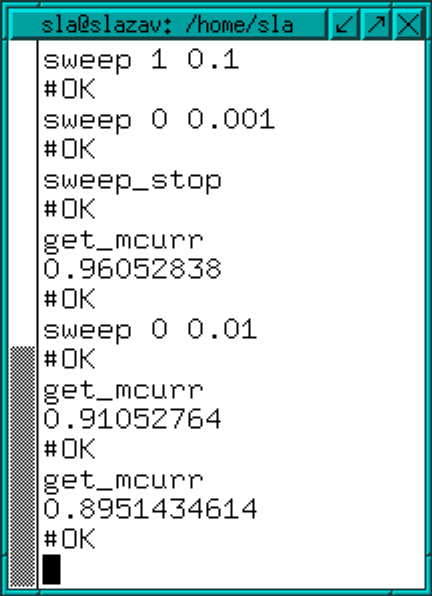 sla@slazav: /home/sla
sweep 1 0.1
#OK
sweep 0 0.001
#OK
sweep_stop
#OK
get_mcurr
0.96052838
#OK
sweep 0 0.01
#OK
get_mcurr
0.91052764
#OK
get_mcurr
0.8951434614
#OK